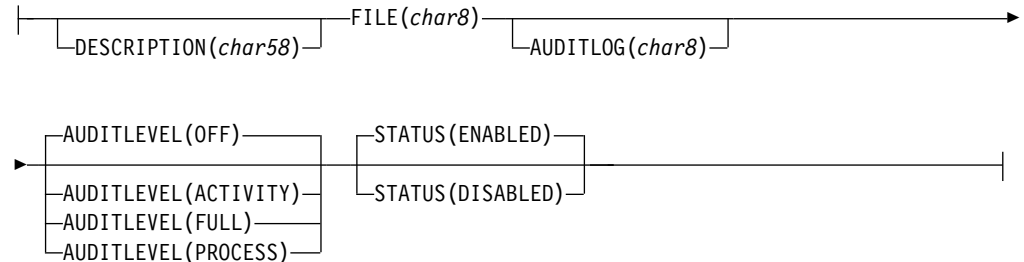 FILE(char8)
DESCRIPTION(char58) AUDITLOG(char8)
AUDITLEVEL(OFF) STATUS(ENABLED)
AUDITLEVEL(ACTIVITY) STATUS(DISABLED)
AUDITLEVEL(FULL)
AUDITLEVEL(PROCESS)